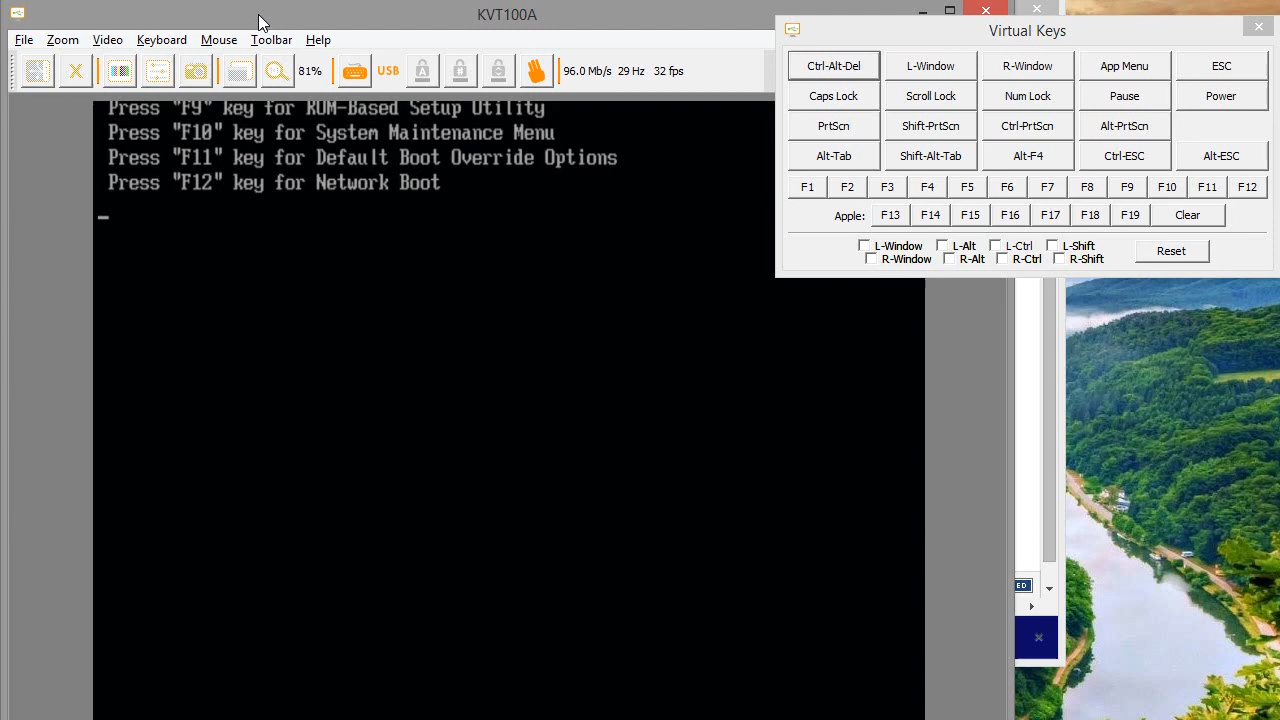 KVT100A
File Zoom Video Keyboard Mouse Toolbar Help
81% USB A # 96.0 Mb/s 29 Hz 32 fps
Press "F9" key for ROM-Based Setup Utility
Press "F10" key for System Maintenance Menu
Press "F11" key for Default Boot Override Options
Press "F12" key for Network Boot
Virtual Keys
Ctrl-Alt-Del L-Window R-Window App Menu ESC
Caps Lock Scroll Lock Num Lock Pause Power
PrtScn Shift-PrtScn Ctrl-PrtScn Alt-PrtScn
Alt-Tab Shift-Alt-Tab Alt-F4 Ctrl-ESC Alt-ESC
F1 F2 F3 F4 F5 F6 F7 F8 F9 F10 F11 F12
Apple: F13 F14 F15 F16 F17 F18 F19 Clear
L-Window L-Alt L-Ctrl L-Shift
R-Window R-Alt R-Ctrl R-Shift
Reset
ED